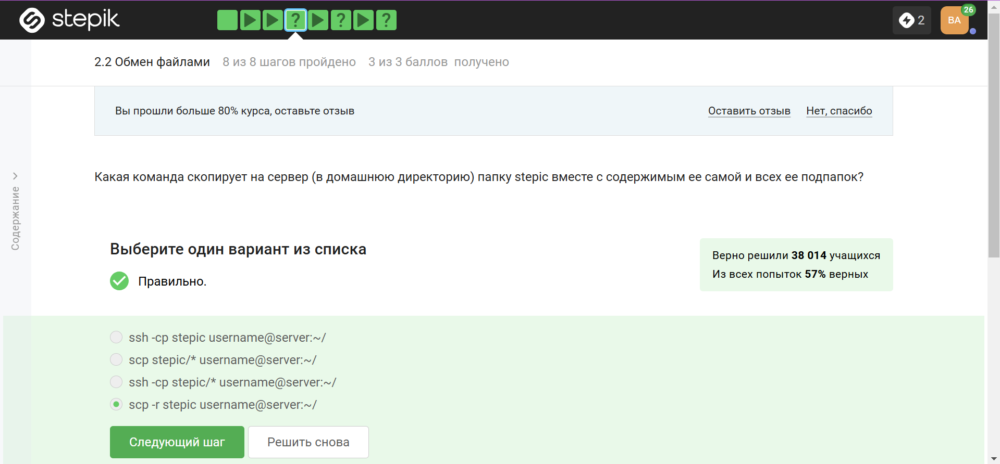 stepik
? ? ?
2
BA
26
2.2 Обмен файлами 8 из 8 шагов пройдено 3 из 3 баллов получено
Вы прошли больше 80% курса, оставьте отзыв Оставить отзыв Нет, спасибо
Содержание
Какая команда скопирует на сервер (в домашнюю директорию) папку stepic вместе с содержимым ее самой и всех ее подпапок?
Выберите один вариант из списка
Правильно.
Верно решили 38 014 учащихся
Из всех попыток 57% верных
ssh -cp stepic username@server:~/
scp stepic/* username@server:~/
ssh -cp stepic/* username@server:~/
scp -r stepic username@server:~/
Следующий шаг Решить снова